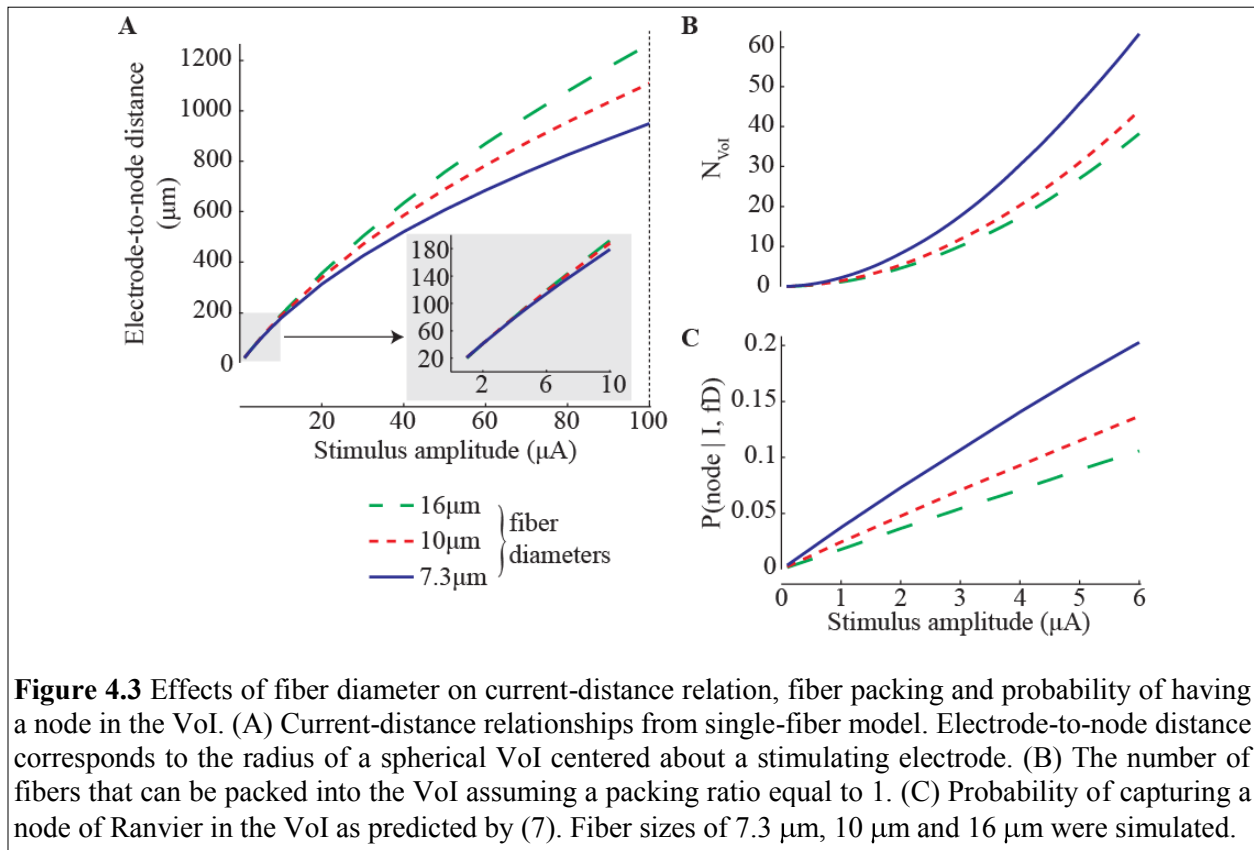 A
1200
1000
800
600
400
200
0
Electrode-to-node distance
(μm)
180
140
100
60
20
2
6
10
20
40
60
80
100
Stimulus amplitude (μA)
16μm
10μm
7.3μm
fiber
diameters
B
60
50
40
30
20
10
0
N_VoI
C
0.2
0.15
0.1
0.05
0
P(node | I, fD)
0
1
2
3
4
5
6
Stimulus amplitude (μA)
Figure 4.3 Effects of fiber diameter on current-distance relation, fiber packing and probability of having
a node in the VoI. (A) Current-distance relationships from single-fiber model. Electrode-to-node distance
corresponds to the radius of a spherical VoI centered about a stimulating electrode. (B) The number of
fibers that can be packed into the VoI assuming a packing ratio equal to 1. (C) Probability of capturing a
node of Ranvier in the VoI as predicted by (7). Fiber sizes of 7.3 μm, 10 μm and 16 μm were simulated.